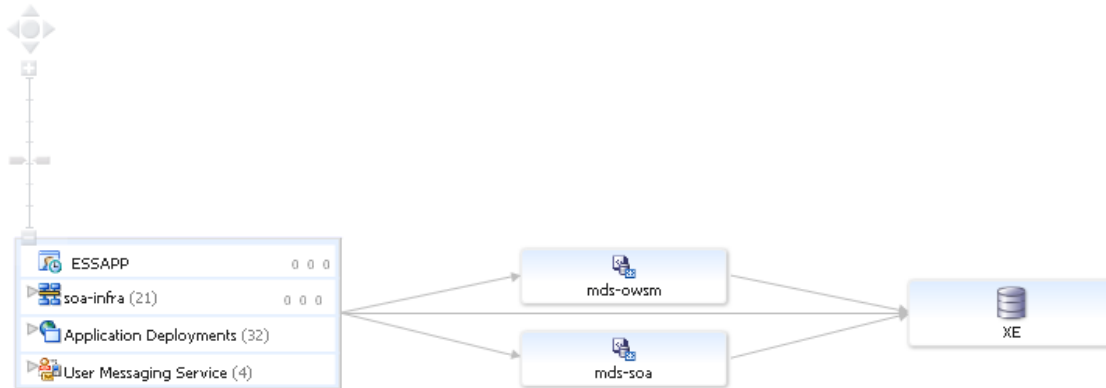 ESSAPP 0 0 0
soa-infra (21) 0 0 0
Application Deployments (32)
User Messaging Service (4)
mds-owsm
mds-soa
XE